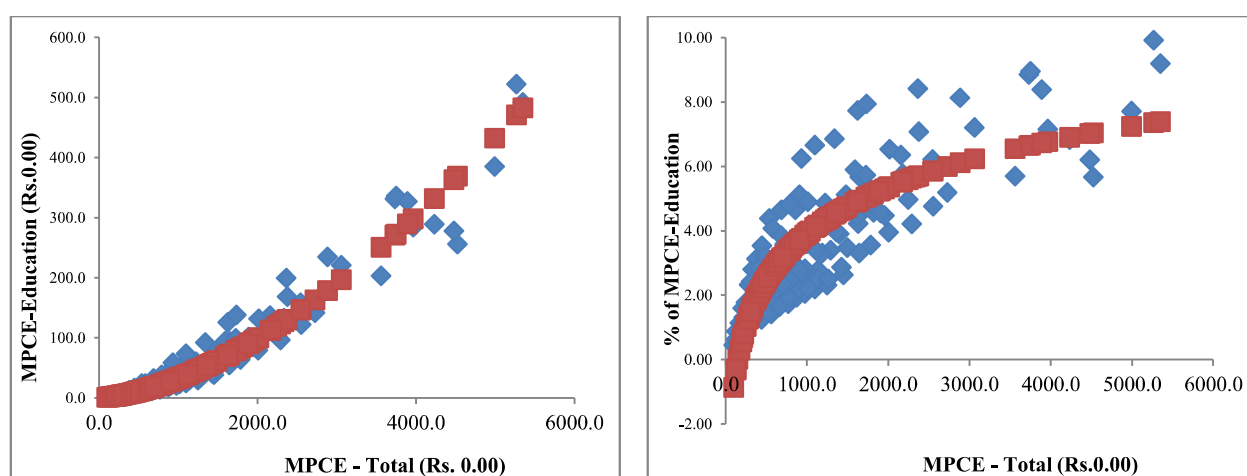 MPCE-Education (Rs.0.00)
600.0
500.0
400.0
300.0
200.0
100.0
0.0
0.0 2000.0 4000.0 6000.0
MPCE - Total (Rs. 0.00)
% of MPCE-Education
10.00
8.00
6.00
4.00
2.00
0.00
-2.00
0.0 1000.0 2000.0 3000.0 4000.0 5000.0 6000.0
MPCE - Total (Rs.0.00)